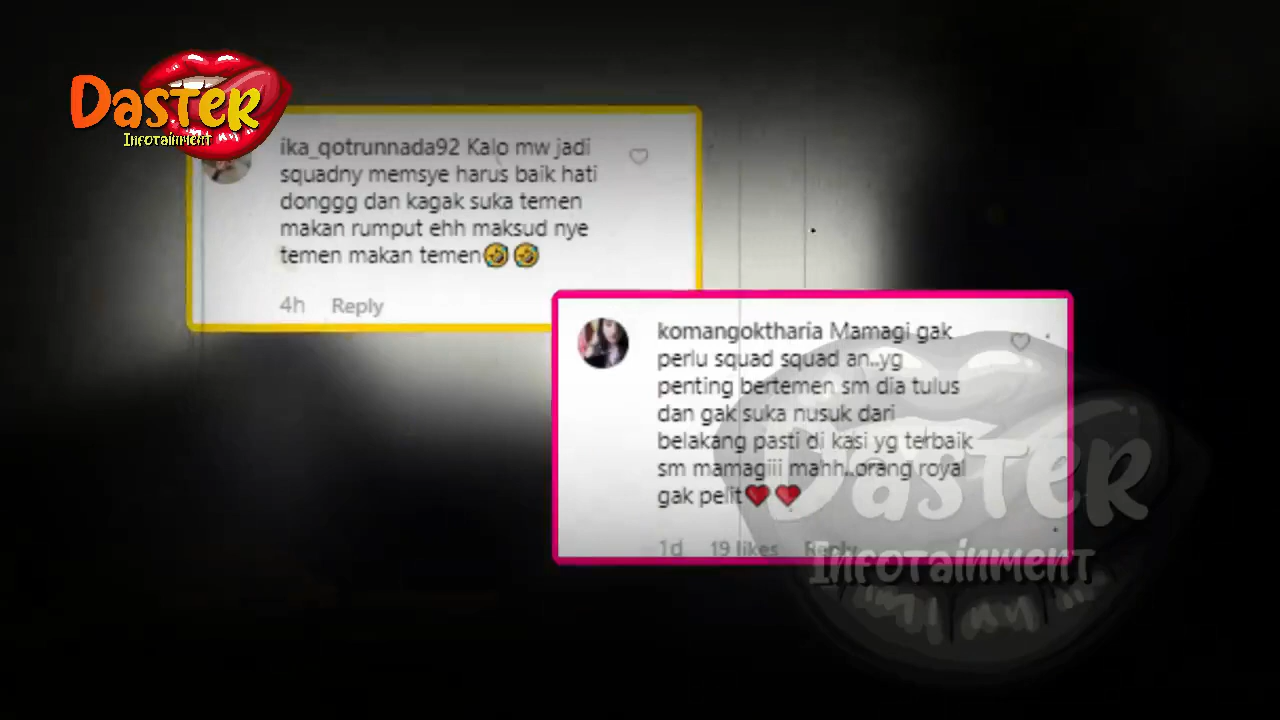 DasTER
InFOTainmenT
ika_qotrunnada92 Kalo mw jadi
squadny memsye harus baik hati
donggg dan kagak suka temen
makan rumput ehh maksud nye
temen makan temen🤣🤣
4h Reply
komangoktharia Mamagi gak
perlu squad squad an..yg
penting bertemen sm dia tulus
dan gak suka nusuk dari
belakang pasti di kasi yg terbaik
sm mamagiii mahh..orang royal
gak pelit❤️❤️
1d 19 likes Reply
DasTER
InFOTainmenT